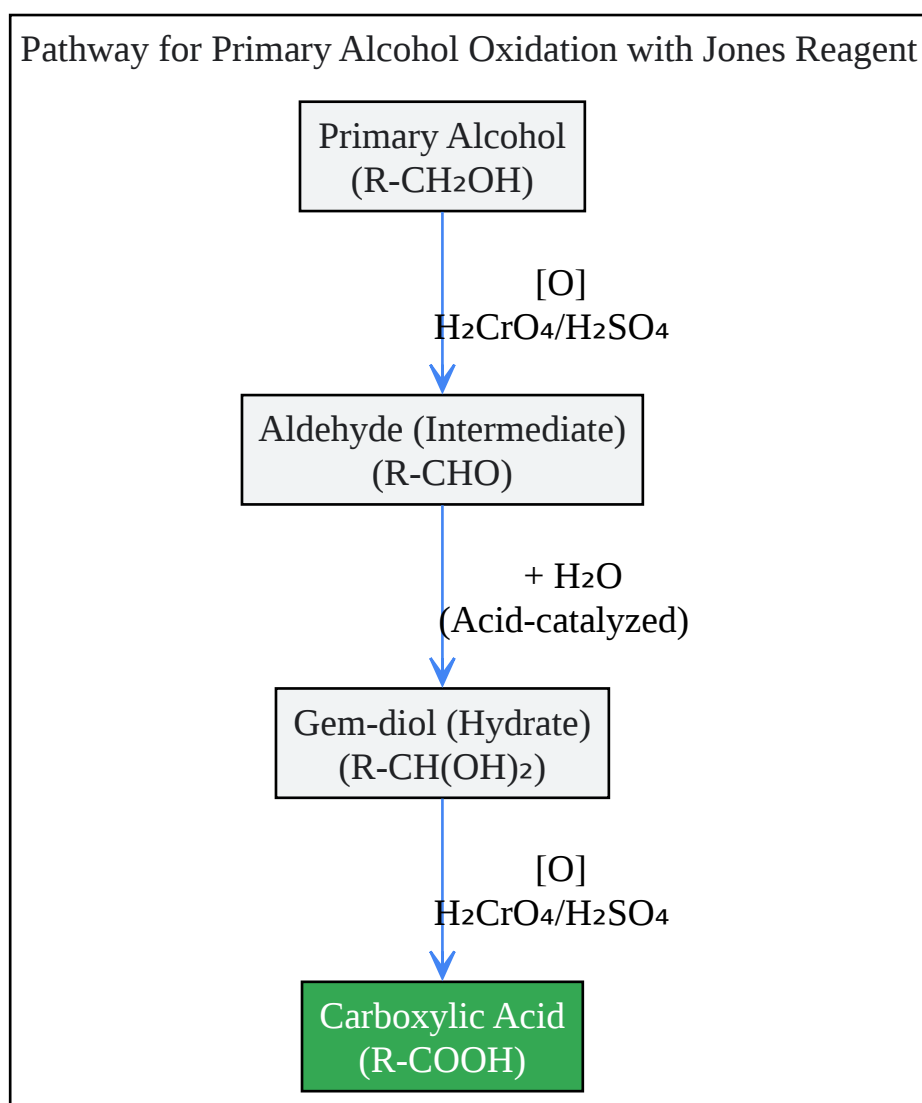 Pathway for Primary Alcohol Oxidation with Jones Reagent
Primary Alcohol
(R-CH₂OH)
[O]
H₂CrO₄/H₂SO₄
Aldehyde (Intermediate)
(R-CHO)
+ H₂O
(Acid-catalyzed)
Gem-diol (Hydrate)
(R-CH(OH)₂)
[O]
H₂CrO₄/H₂SO₄
Carboxylic Acid
(R-COOH)